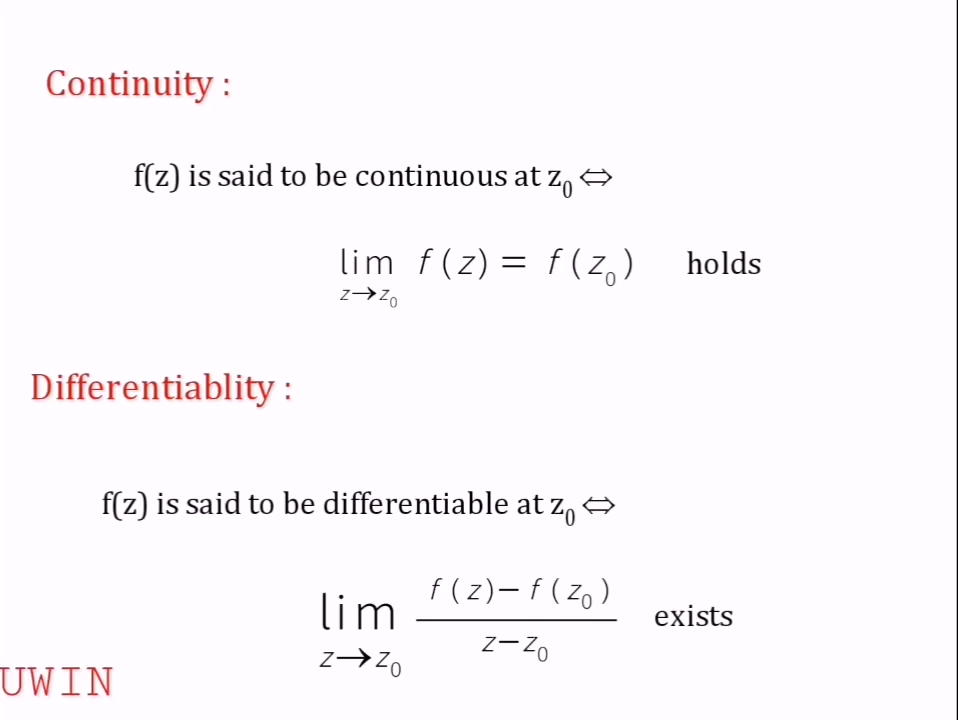 Continuity :
f(z) is said to be continuous at z₀ ⇔
lim z→z₀ f(z) = f(z₀) holds
Differentiablity :
f(z) is said to be differentiable at z₀ ⇔
lim z→z₀ (f(z)−f(z₀))/(z−z₀) exists
UWIN